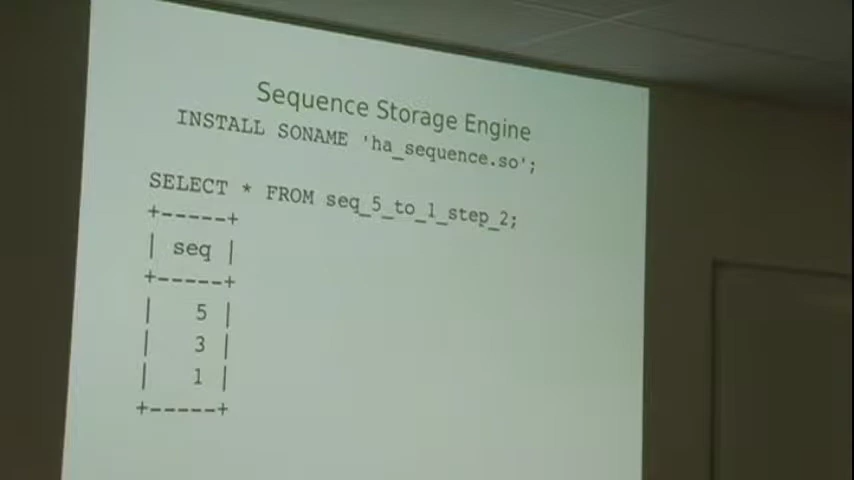 Sequence Storage Engine
INSTALL SONAME 'ha_sequence.so';
SELECT * FROM seq_5_to_1_step_2;
+-----+
| seq |
+-----+
|   5 |
|   3 |
|   1 |
+-----+